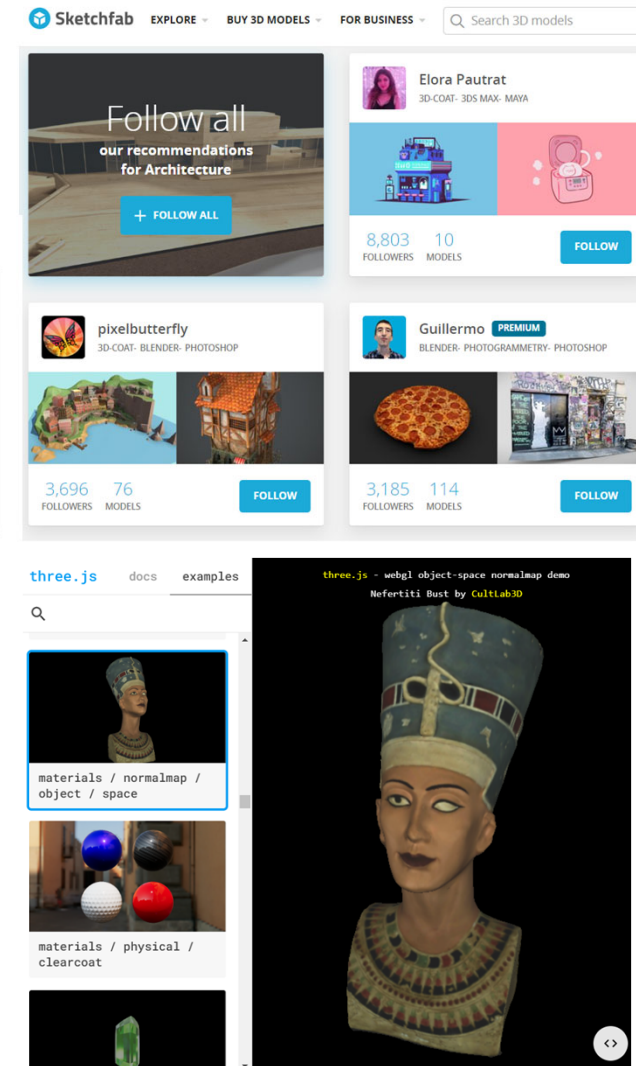 Sketchfab EXPLORE BUY 3D MODELS FOR BUSINESS Search 3D models
Follow all
our recommendations
for Architecture
+ FOLLOW ALL
Elora Pautrat
3D-COAT- 3DS MAX- MAYA
8,803 10
FOLLOWERS MODELS
FOLLOW
pixelbutterfly
3D-COAT- BLENDER- PHOTOSHOP
3,696 76
FOLLOWERS MODELS
FOLLOW
Guillermo PREMIUM
BLENDER- PHOTOGRAMMETRY- PHOTOSHOP
3,185 114
FOLLOWERS MODELS
FOLLOW
three.js docs examples
materials / normalmap /
object / space
materials / physical /
clearcoat
three.js - webgl object-space normalmap demo
Nefertiti Bust by CultLab3D
<>